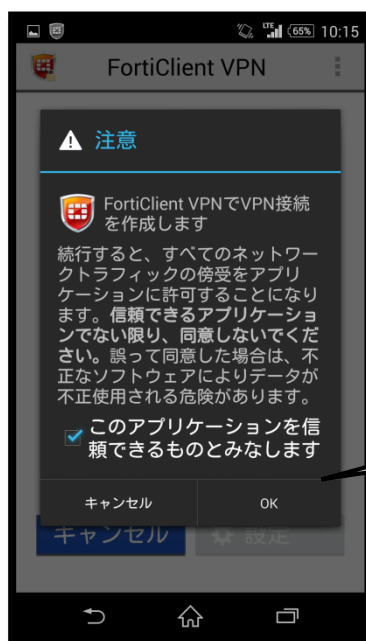 LTE 65% 10:15
FortiClient VPN
注意
FortiClient VPNでVPN接続
を作成します
続行すると、すべてのネットワー
クトラフィックの傍受をアプリ
ケーションに許可することになり
ます。信頼できるアプリケーショ
ンでない限り、同意しないでくだ
さい。誤って同意した場合は、不
正なソフトウェアによりデータが
不正使用される危険があります。
このアプリケーションを信
頼できるものとみなします
キャンセル OK
キャンセル 設定